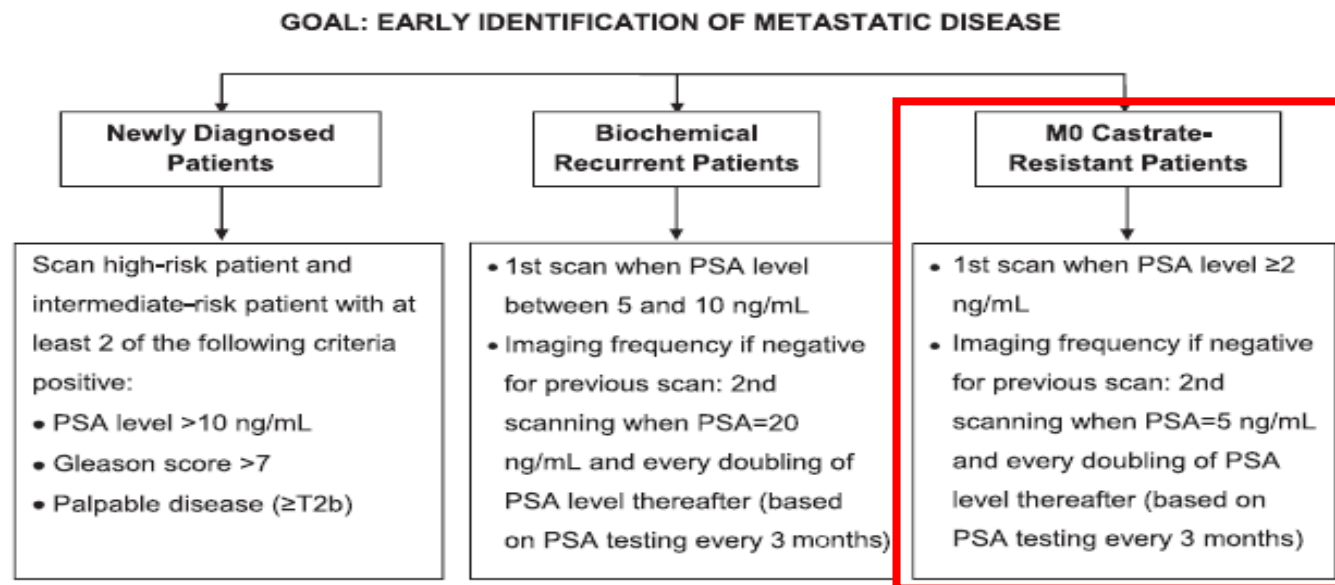 GOAL: EARLY IDENTIFICATION OF METASTATIC DISEASE
Newly Diagnosed
Patients
Scan high-risk patient and
intermediate-risk patient with at
least 2 of the following criteria
positive:
• PSA level >10 ng/mL
• Gleason score >7
• Palpable disease (≥T2b)
Biochemical
Recurrent Patients
• 1st scan when PSA level
between 5 and 10 ng/mL
• Imaging frequency if negative
for previous scan: 2nd
scanning when PSA=20
ng/mL and every doubling of
PSA level thereafter (based
on PSA testing every 3 months)
M0 Castrate-
Resistant Patients
• 1st scan when PSA level ≥2
ng/mL
• Imaging frequency if negative
for previous scan: 2nd
scanning when PSA=5 ng/mL
and every doubling of PSA
level thereafter (based on
PSA testing every 3 months)